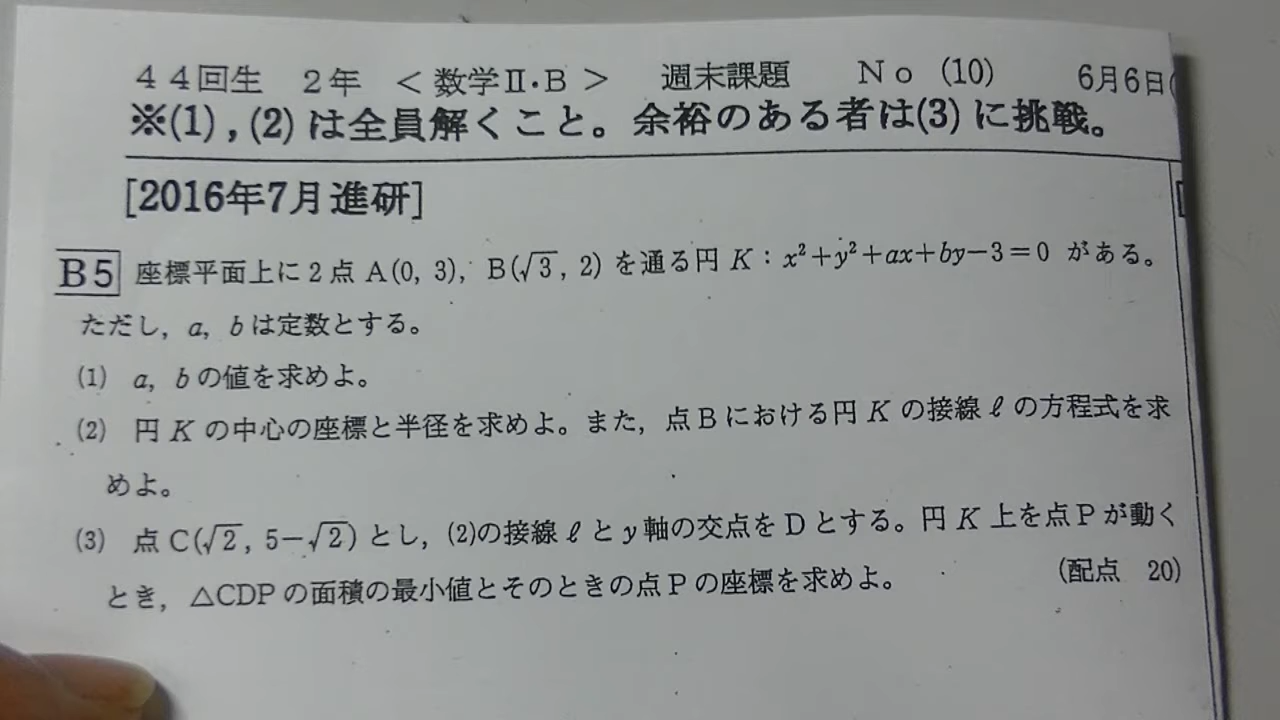 44回生 2年 <数学Ⅱ・B> 週末課題 No (10) 6月6日(
※(1),(2)は全員解くこと。余裕のある者は(3)に挑戦。
[2016年7月進研]
B5 座標平面上に2点 A(0, 3), B(√3, 2) を通る円 K : x²+y²+ax+by−3=0 がある。
ただし, a, b は定数とする。
(1) a, b の値を求めよ。
(2) 円 K の中心の座標と半径を求めよ。また, 点Bにおける円 K の接線 ℓ の方程式を求
めよ。
(3) 点 C(√2, 5−√2) とし, (2)の接線 ℓ と y 軸の交点を D とする。円 K 上を点 P が動く
とき, △CDP の面積の最小値とそのときの点 P の座標を求めよ。 (配点 20)